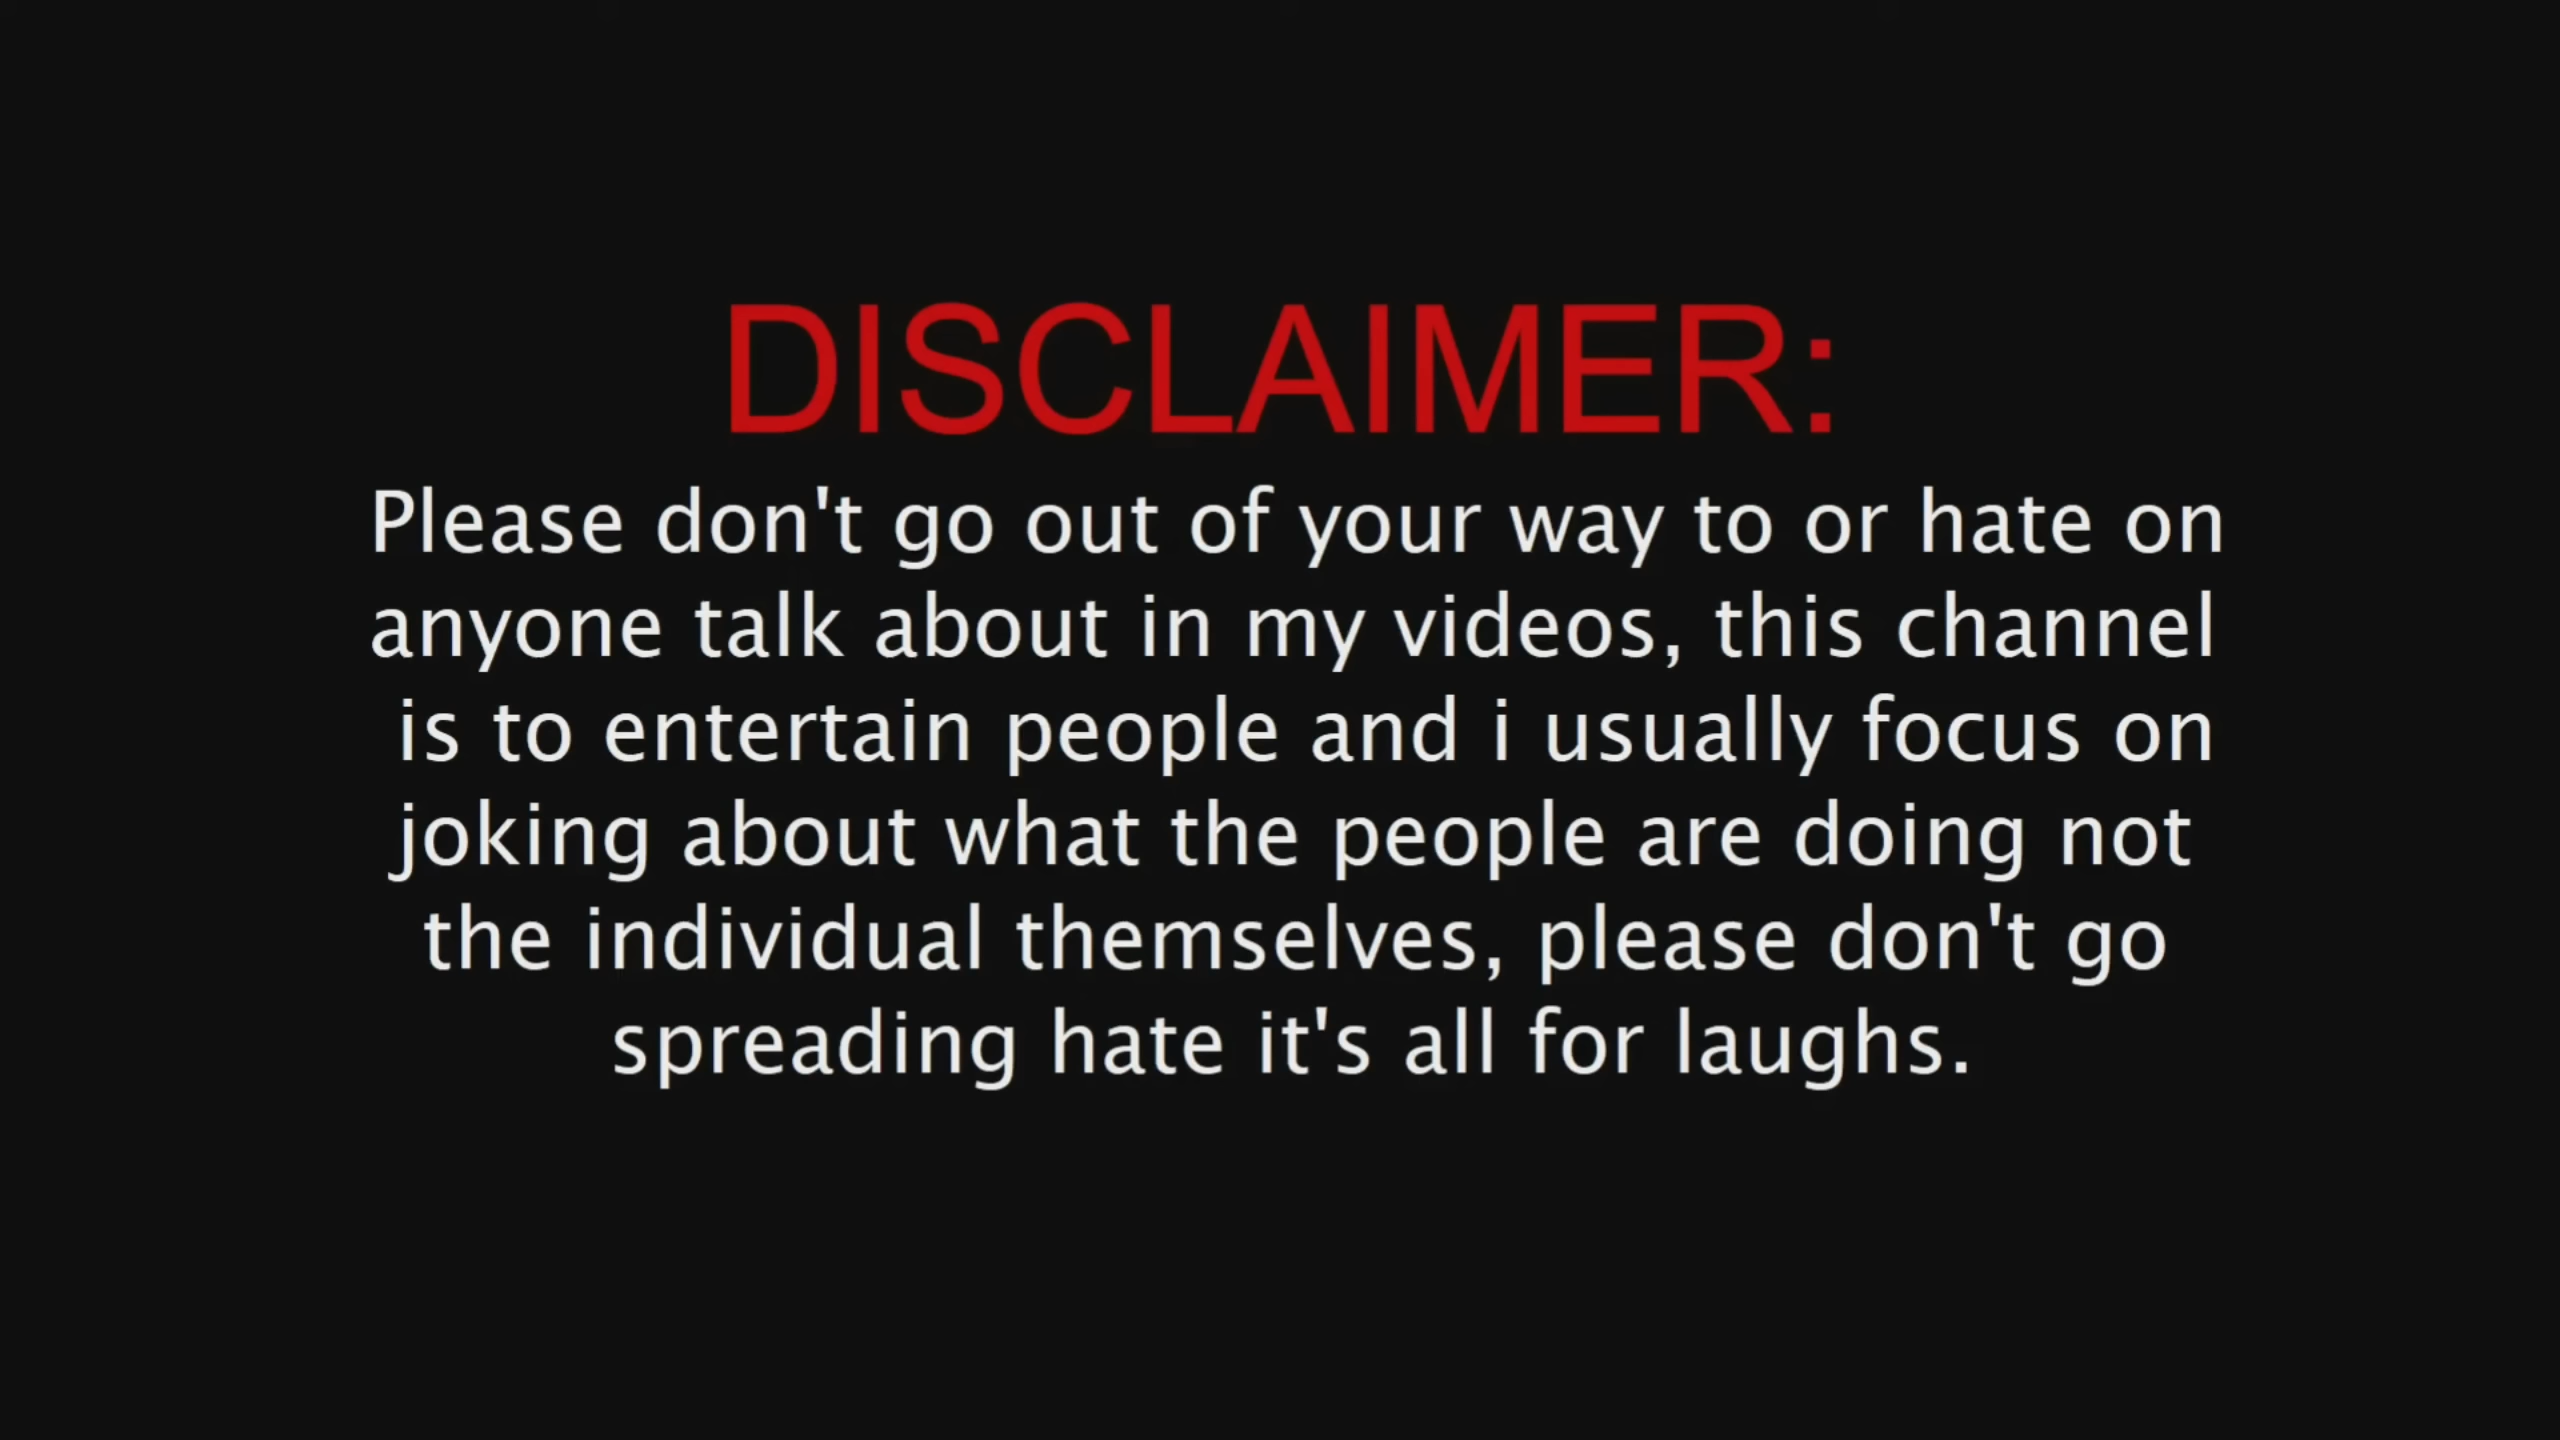 DISCLAIMER:
Please don't go out of your way to or hate on
anyone talk about in my videos, this channel
is to entertain people and i usually focus on
joking about what the people are doing not
the individual themselves, please don't go
spreading hate it's all for laughs.